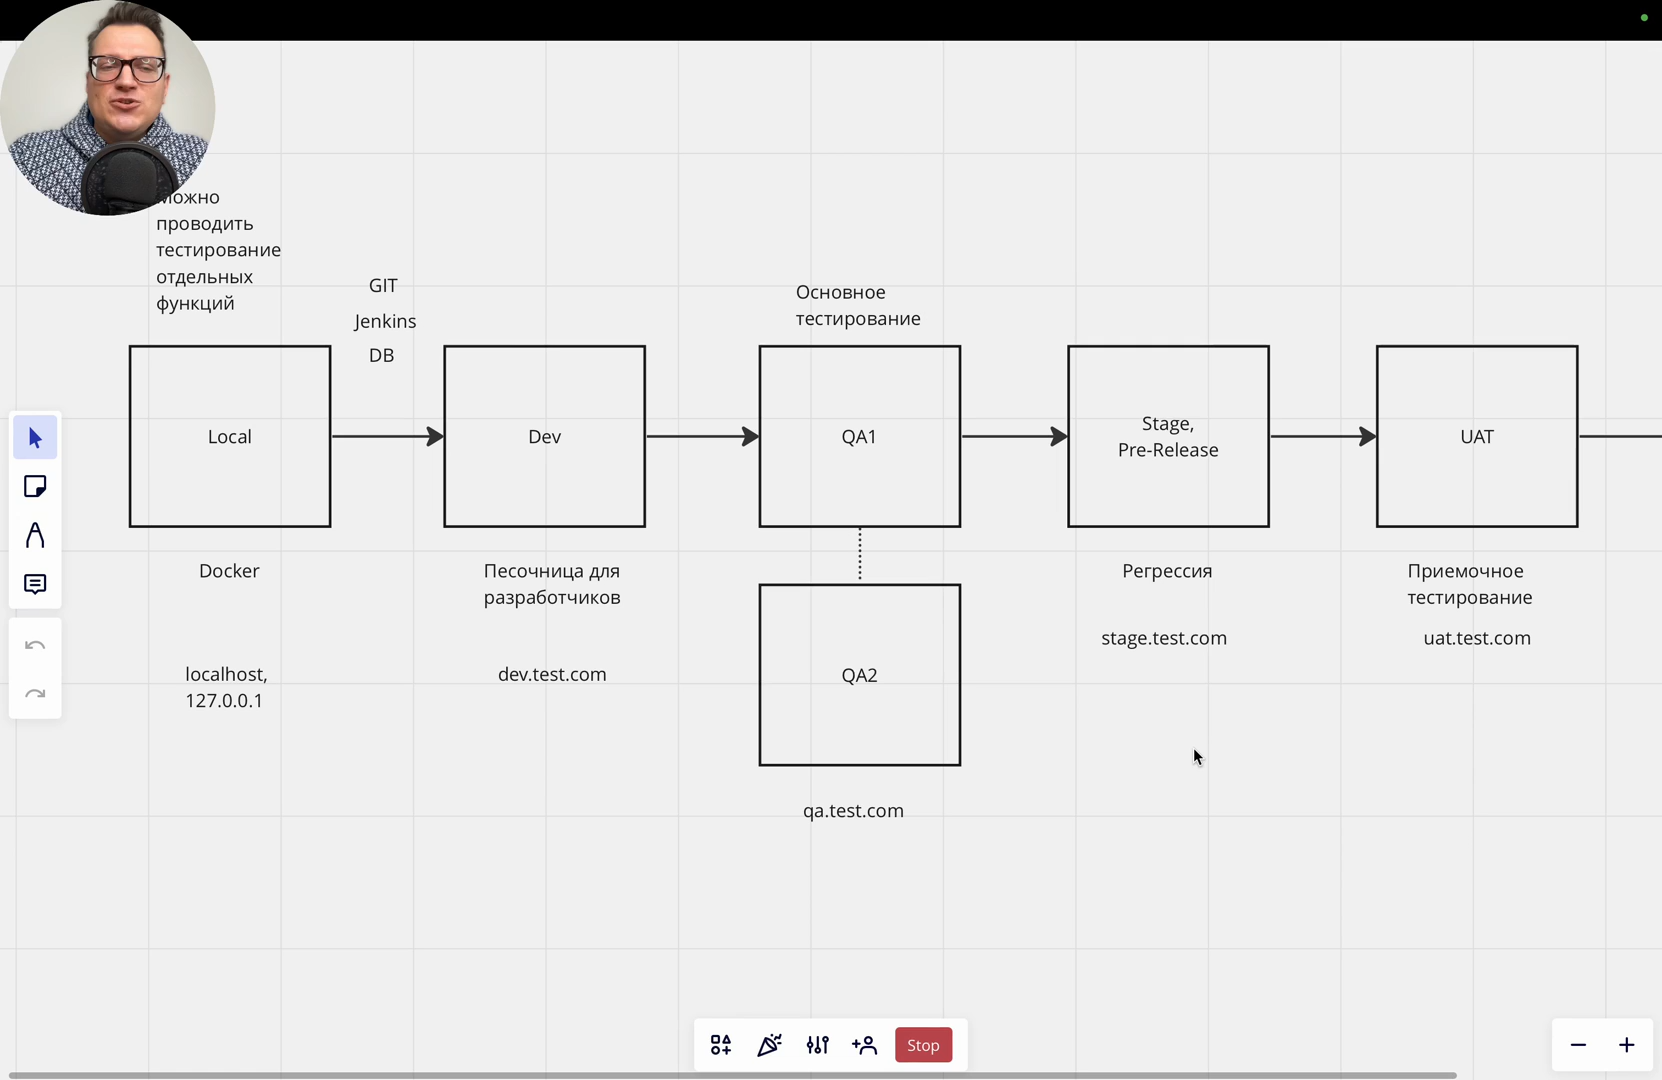 Можно
проводить
тестирование
отдельных
функций
GIT
Jenkins
DB
Основное
тестирование
Local
Dev
QA1
Stage,
Pre-Release
UAT
Docker
Песочница для
разработчиков
Регрессия
Приемочное
тестирование
localhost,
127.0.0.1
dev.test.com
QA2
stage.test.com
uat.test.com
qa.test.com
Stop